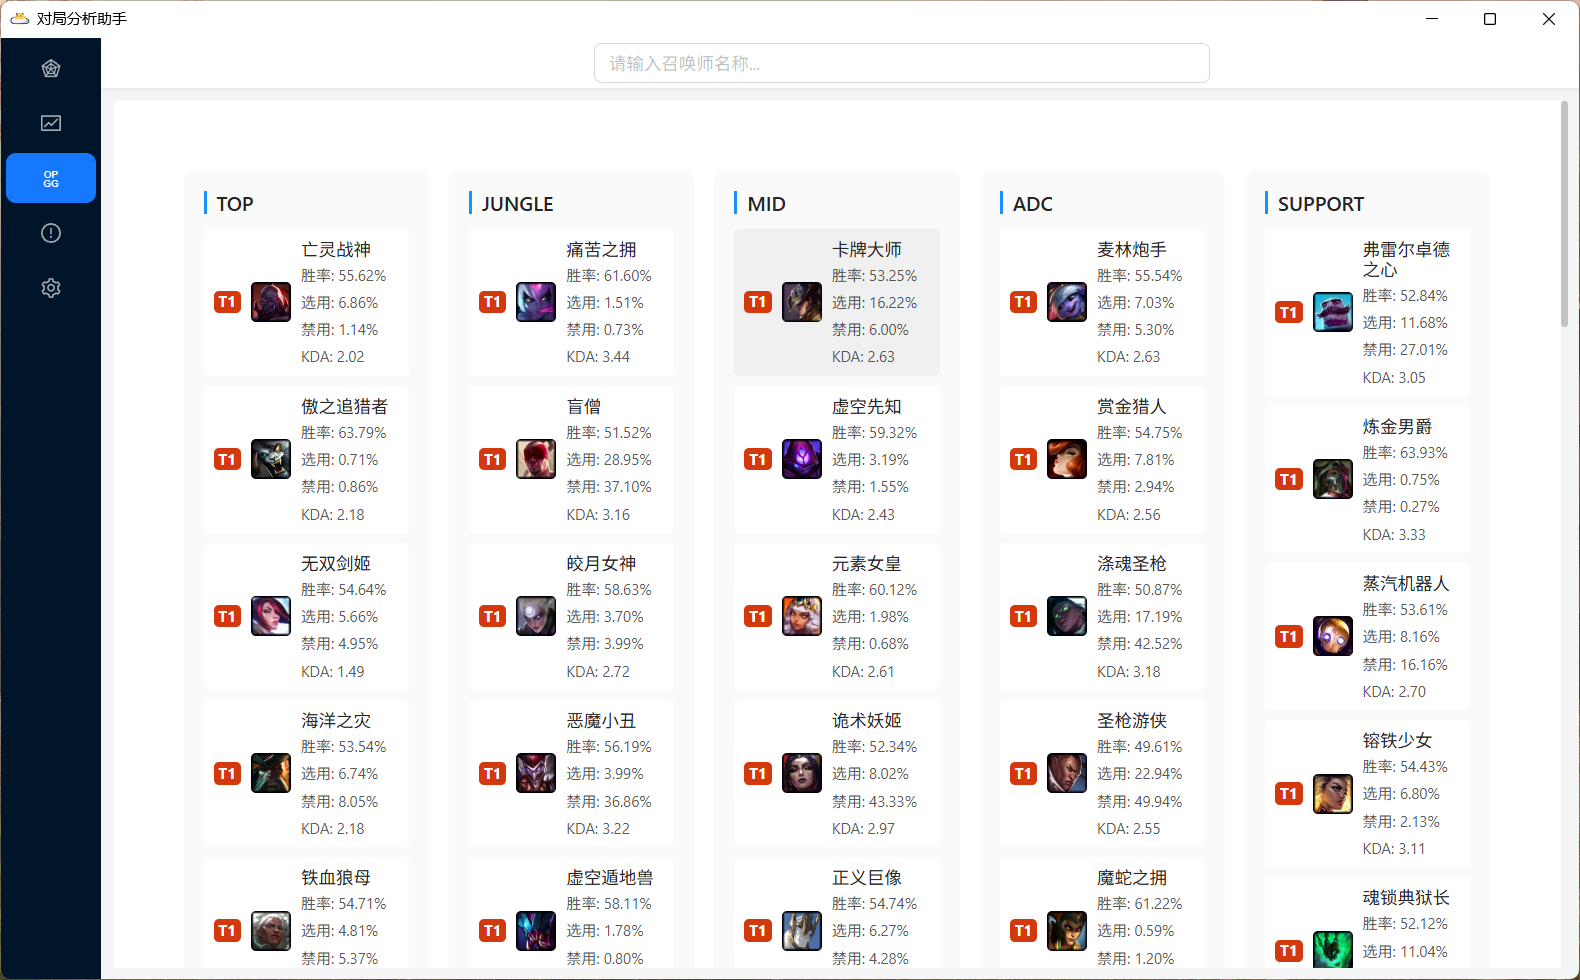 对局分析助手
请输入召唤师名称...
OP
GG
TOP
T1
亡灵战神
胜率: 55.62%
选用: 6.86%
禁用: 1.14%
KDA: 2.02
T1
傲之追猎者
胜率: 63.79%
选用: 0.71%
禁用: 0.86%
KDA: 2.18
T1
无双剑姬
胜率: 54.64%
选用: 5.66%
禁用: 4.95%
KDA: 1.49
T1
海洋之灾
胜率: 53.54%
选用: 6.74%
禁用: 8.05%
KDA: 2.18
T1
铁血狼母
胜率: 54.71%
选用: 4.81%
禁用: 5.37%
JUNGLE
T1
痛苦之拥
胜率: 61.60%
选用: 1.51%
禁用: 0.73%
KDA: 3.44
T1
盲僧
胜率: 51.52%
选用: 28.95%
禁用: 37.10%
KDA: 3.16
T1
皎月女神
胜率: 58.63%
选用: 3.70%
禁用: 3.99%
KDA: 2.72
T1
恶魔小丑
胜率: 56.19%
选用: 3.99%
禁用: 36.86%
KDA: 3.22
T1
虚空遁地兽
胜率: 58.11%
选用: 1.78%
禁用: 0.80%
MID
T1
卡牌大师
胜率: 53.25%
选用: 16.22%
禁用: 6.00%
KDA: 2.63
T1
虚空先知
胜率: 59.32%
选用: 3.19%
禁用: 1.55%
KDA: 2.43
T1
元素女皇
胜率: 60.12%
选用: 1.98%
禁用: 0.68%
KDA: 2.61
T1
诡术妖姬
胜率: 52.34%
选用: 8.02%
禁用: 43.33%
KDA: 2.97
T1
正义巨像
胜率: 54.74%
选用: 6.27%
禁用: 4.28%
ADC
T1
麦林炮手
胜率: 55.54%
选用: 7.03%
禁用: 5.30%
KDA: 2.63
T1
赏金猎人
胜率: 54.75%
选用: 7.81%
禁用: 2.94%
KDA: 2.56
T1
涤魂圣枪
胜率: 50.87%
选用: 17.19%
禁用: 42.52%
KDA: 3.18
T1
圣枪游侠
胜率: 49.61%
选用: 22.94%
禁用: 49.94%
KDA: 2.55
T1
魔蛇之拥
胜率: 61.22%
选用: 0.59%
禁用: 1.20%
SUPPORT
T1
弗雷尔卓德
之心
胜率: 52.84%
选用: 11.68%
禁用: 27.01%
KDA: 3.05
T1
炼金男爵
胜率: 63.93%
选用: 0.75%
禁用: 0.27%
KDA: 3.33
T1
蒸汽机器人
胜率: 53.61%
选用: 8.16%
禁用: 16.16%
KDA: 2.70
T1
镕铁少女
胜率: 54.43%
选用: 6.80%
禁用: 2.13%
KDA: 3.11
T1
魂锁典狱长
胜率: 52.12%
选用: 11.04%